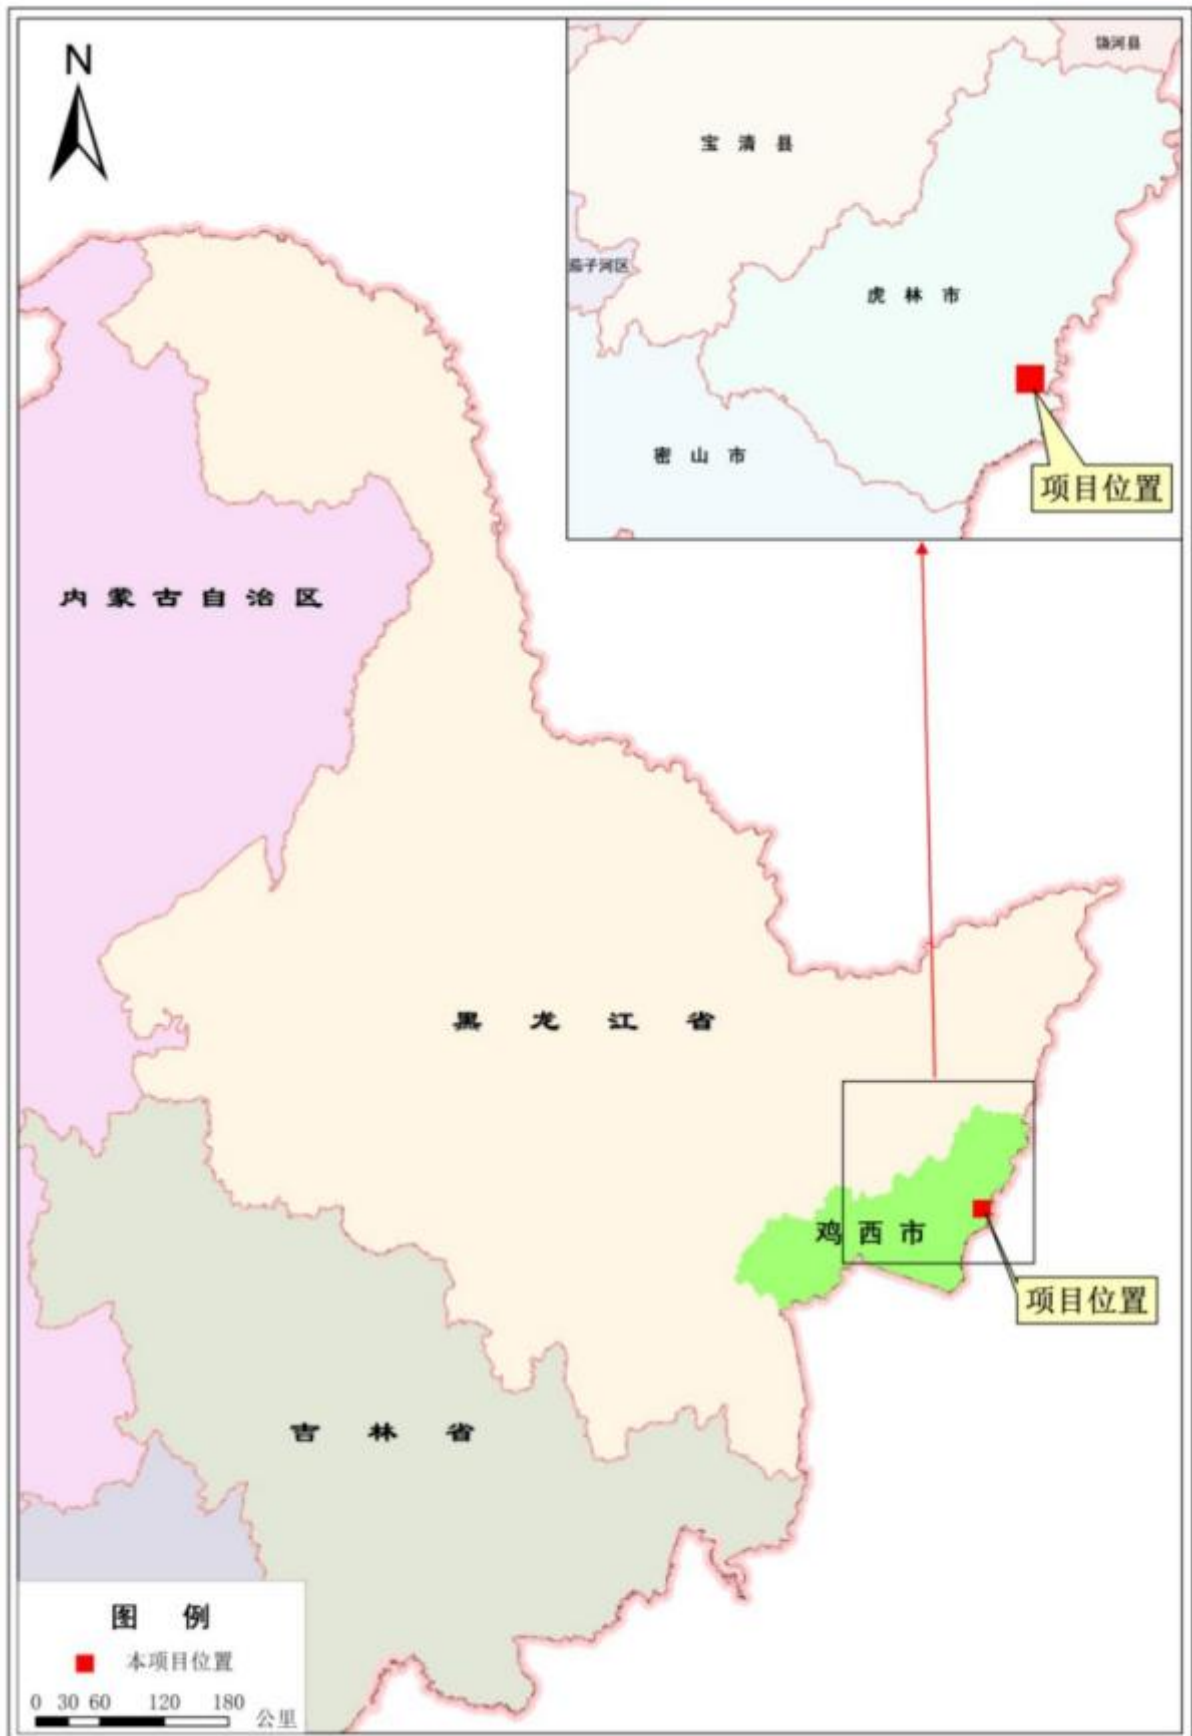 N
饶河县
宝清县
茄子河区
虎林市
密山市
项目位置
内蒙古自治区
黑龙江省
鸡西市
项目位置
吉林省
图例
本项目位置
0 30 60 120 180 公里